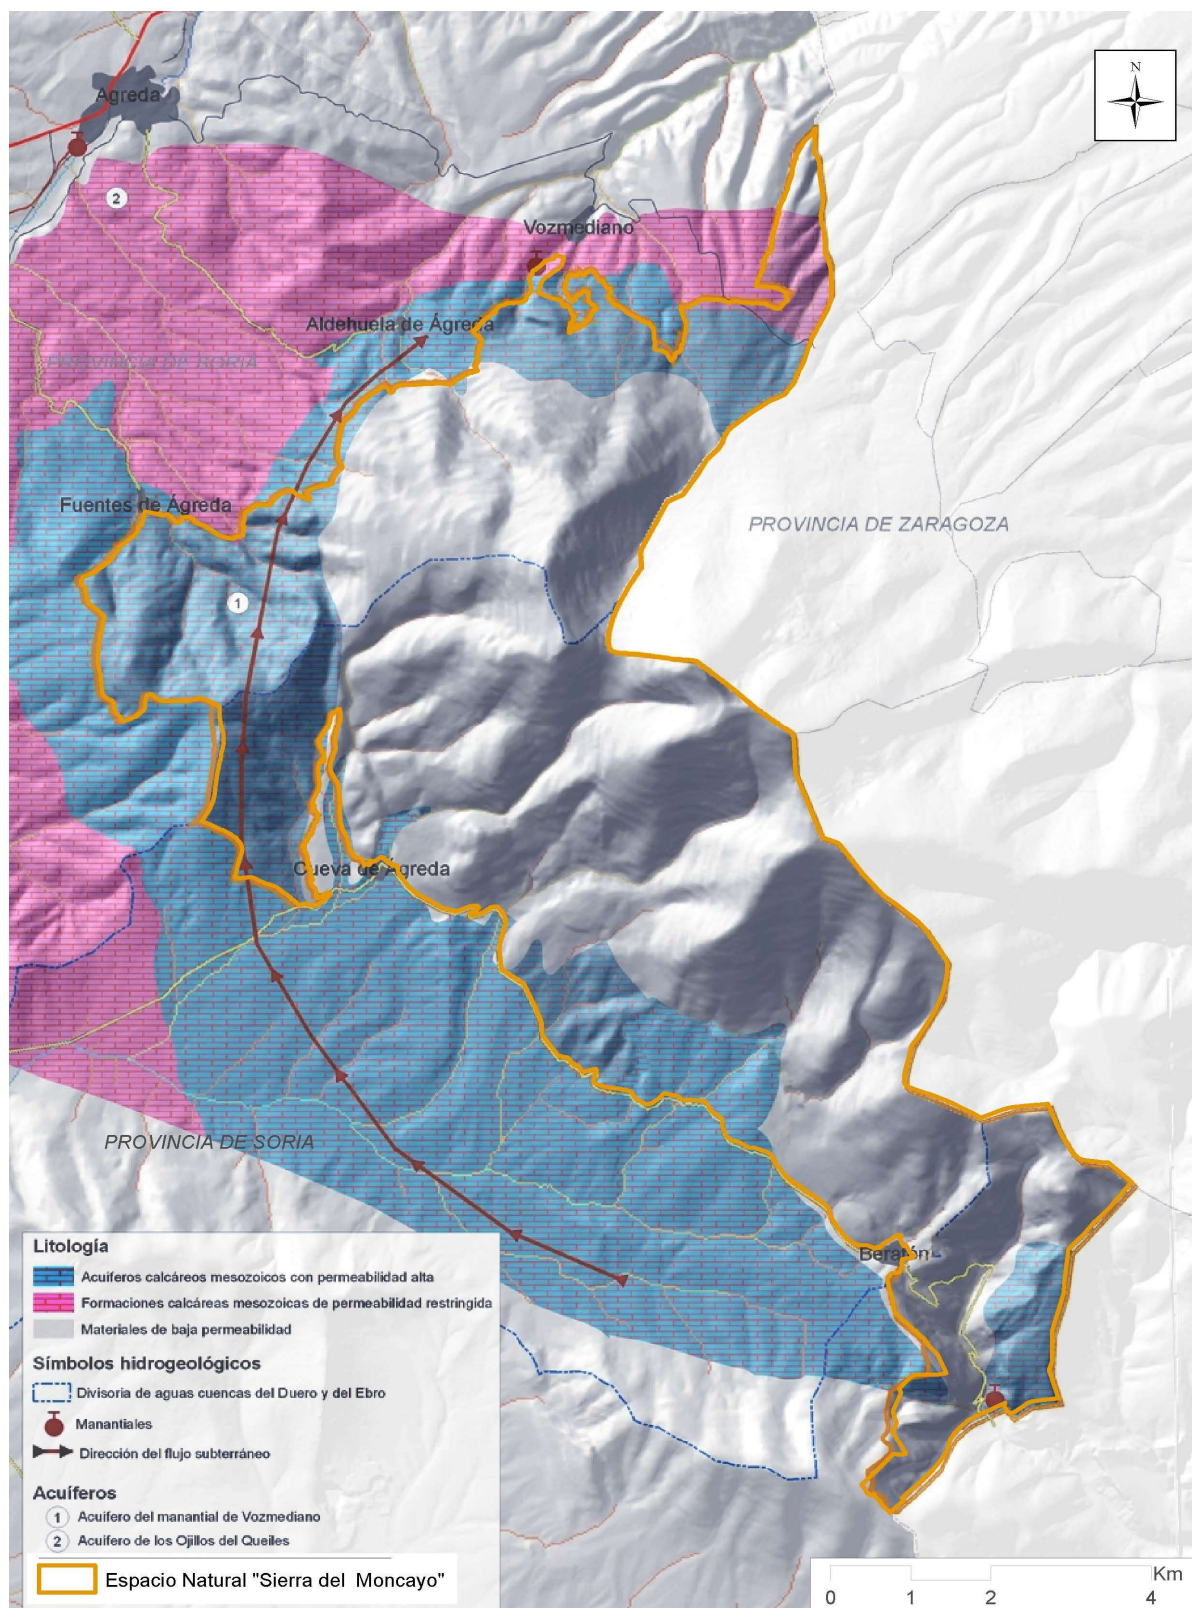 N
Ágreda
2
Vozmediano
Aldehuela de Ágreda
PROVINCIA DE SORIA
Fuentes de Ágreda
PROVINCIA DE ZARAGOZA
1
Cueva de Ágreda
PROVINCIA DE SORIA
Beratón
Litología
Acuíferos calcáreos mesozoicos con permeabilidad alta
Formaciones calcáreas mesozoicas de permeabilidad restringida
Materiales de baja permeabilidad
Símbolos hidrogeológicos
Divisoria de aguas cuencas del Duero y del Ebro
Manantiales
Dirección del flujo subterráneo
Acuíferos
1 Acuífero del manantial de Vozmediano
2 Acuífero de los Ojillos del Queiles
Espacio Natural "Sierra del Moncayo"
Km
0 1 2 4